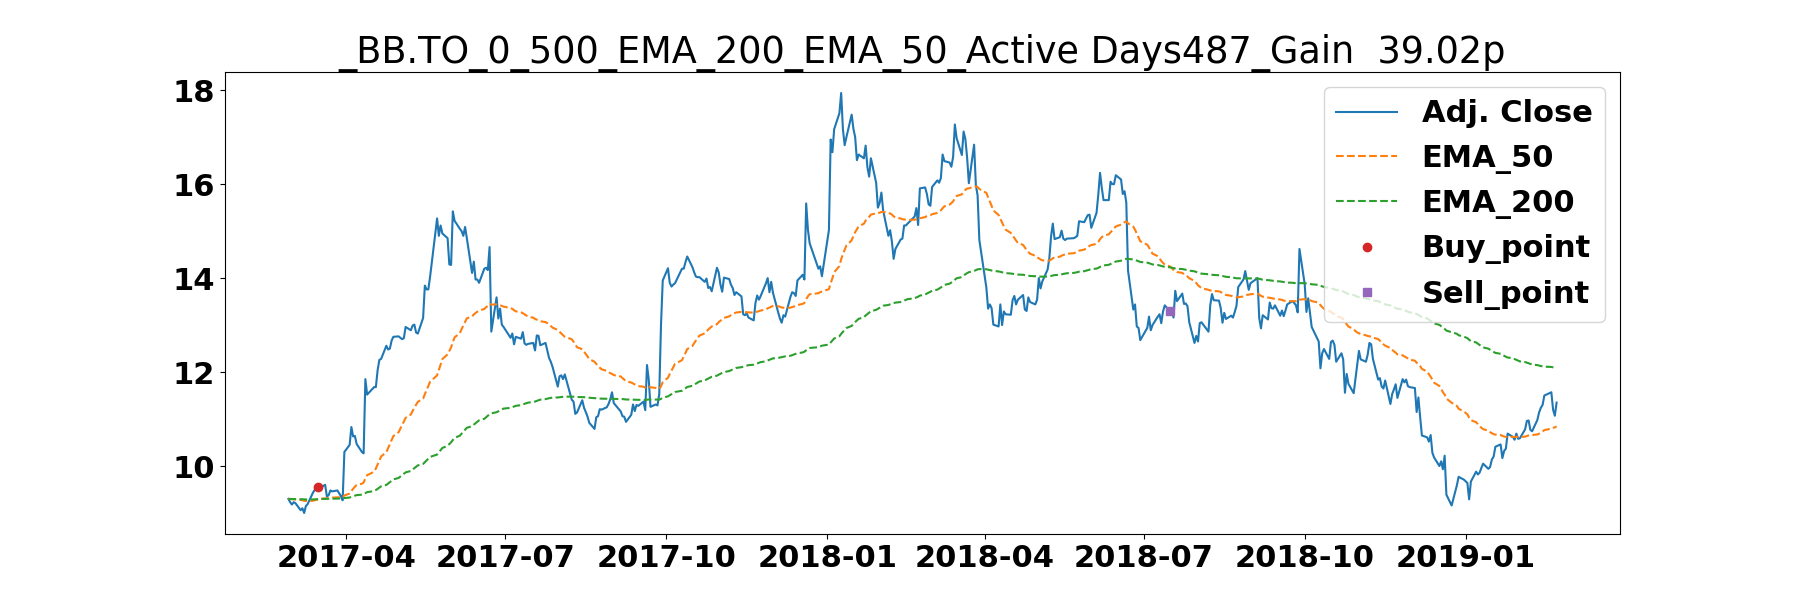 _BB.TO_0_500_EMA_200_EMA_50_Active Days487_Gain  39.02p
18
16
14
12
10
Adj. Close
EMA_50
EMA_200
Buy_point
Sell_point
2017-04 2017-07 2017-10 2018-01 2018-04 2018-07 2018-10 2019-01